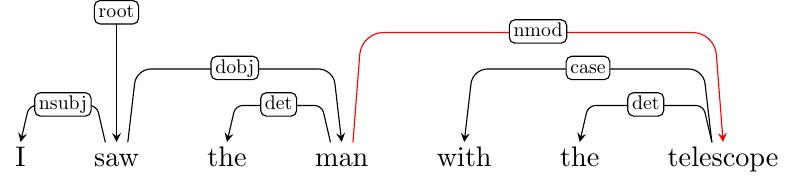 root
nmod
dobj
case
nsubj
det
det
I saw the man with the telescope